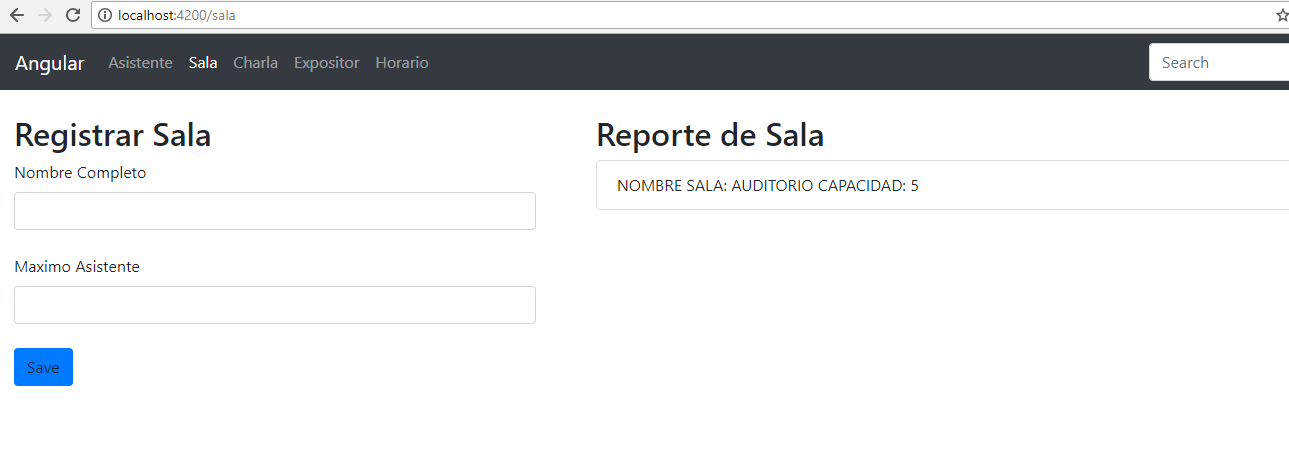 localhost:4200/sala
Angular Asistente Sala Charla Expositor Horario Search
Registrar Sala
Nombre Completo
Maximo Asistente
Save
Reporte de Sala
NOMBRE SALA: AUDITORIO CAPACIDAD: 5